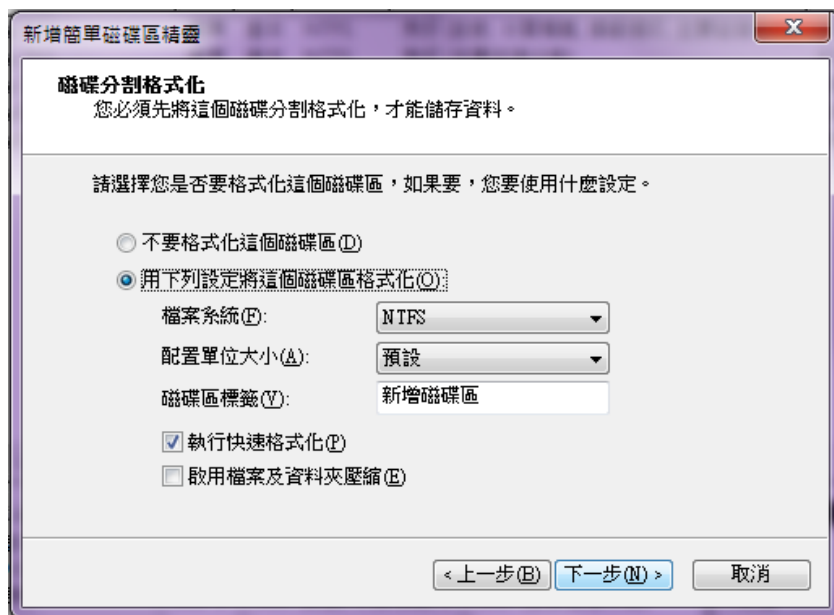 新增簡單磁碟區精靈
磁碟分割格式化
您必須先將這個磁碟分割格式化，才能儲存資料。
請選擇您是否要格式化這個磁碟區，如果要，您要使用什麼設定。
不要格式化這個磁碟區(D)
用下列設定將這個磁碟區格式化(O)
檔案系統(F): NTFS
配置單位大小(A): 預設
磁碟區標籤(V): 新增磁碟區
執行快速格式化(P)
啟用檔案及資料夾壓縮(E)
<上一步(B) 下一步(N)> 取消